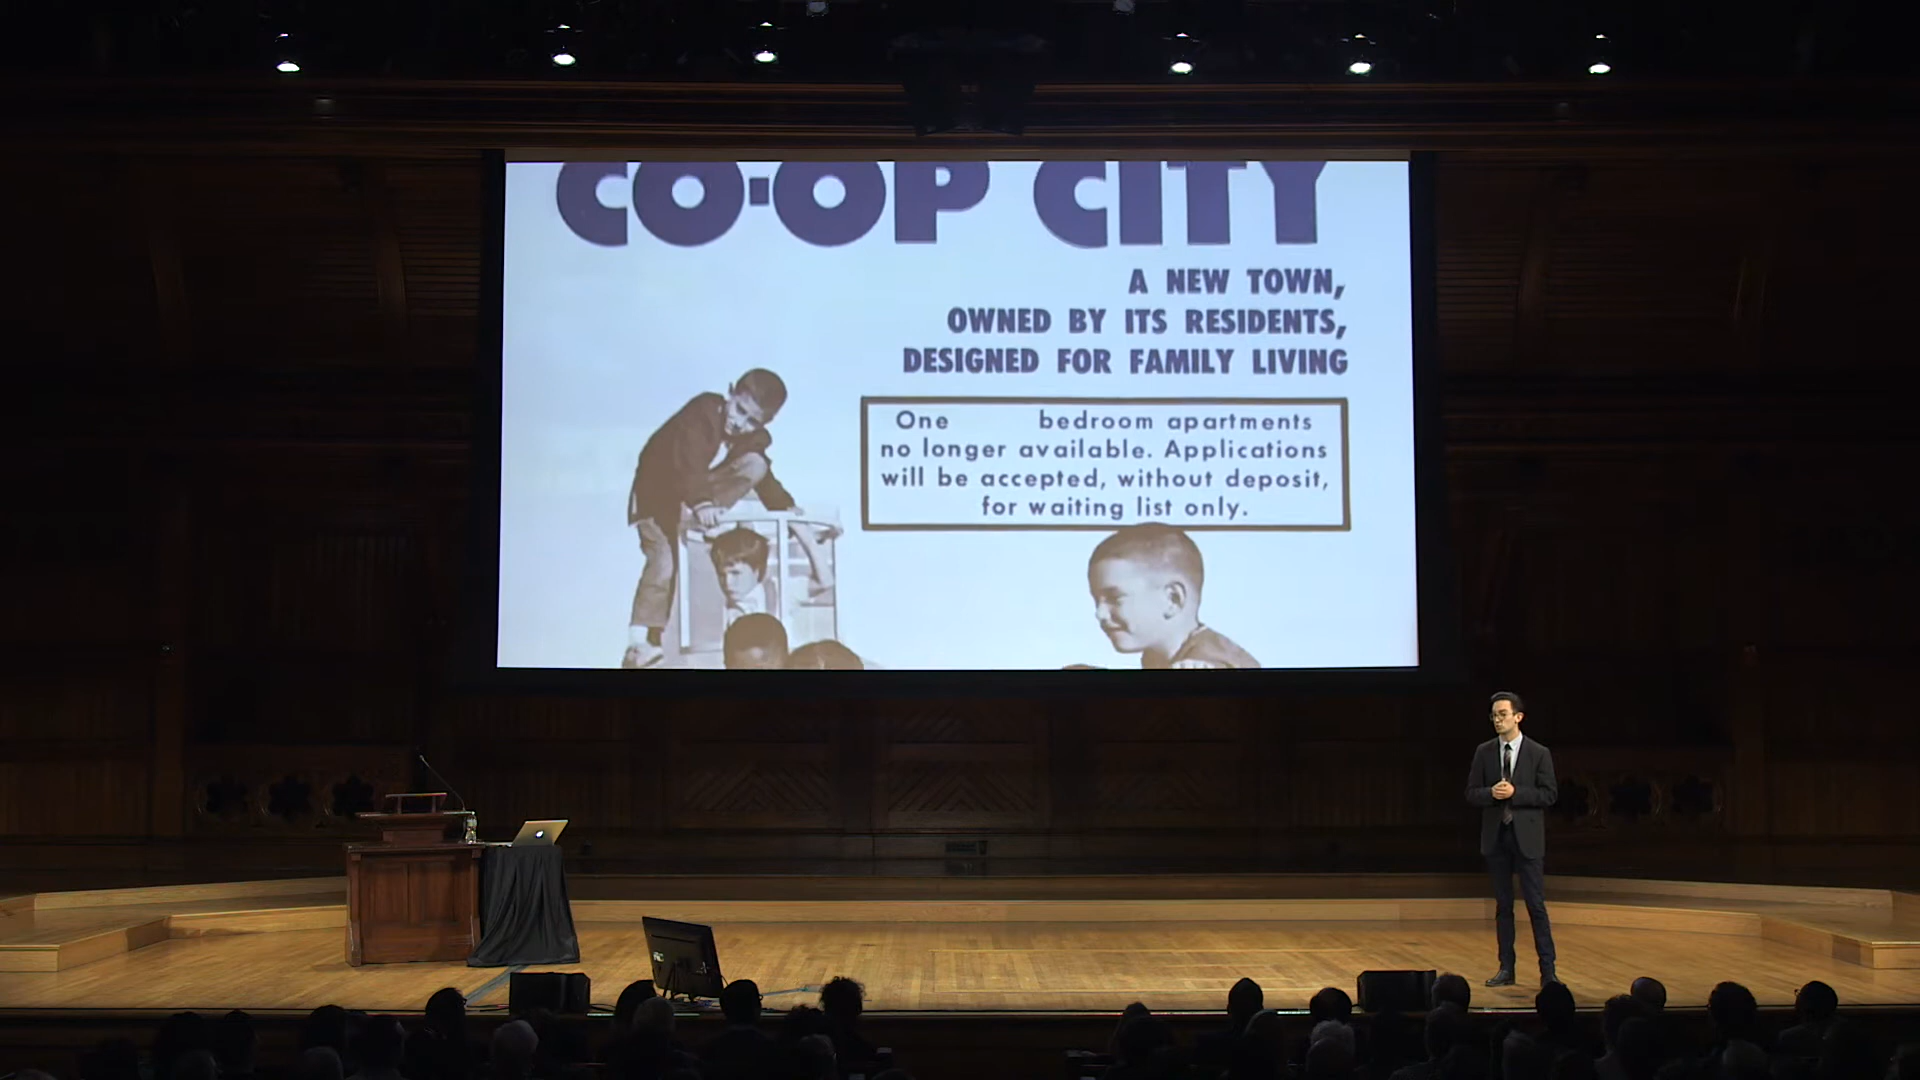 CO-OP CITY
A NEW TOWN,
OWNED BY ITS RESIDENTS,
DESIGNED FOR FAMILY LIVING
One bedroom apartments
no longer available. Applications
will be accepted, without deposit,
for waiting list only.